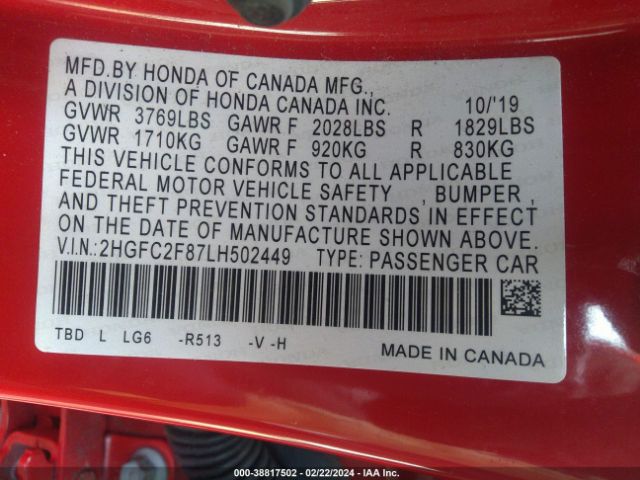 MFD.BY HONDA OF CANADA MFG.,
A DIVISION OF HONDA CANADA INC. 10/'19
GVWR 3769LBS GAWR F 2028LBS R 1829LBS
GVWR 1710KG GAWR F 920KG R 830KG
THIS VEHICLE CONFORMS TO ALL APPLICABLE
FEDERAL MOTOR VEHICLE SAFETY , BUMPER ,
AND THEFT PREVENTION STANDARDS IN EFFECT
ON THE DATE OF MANUFACTURE SHOWN ABOVE.
V.I.N.:2HGFC2F87LH502449 TYPE: PASSENGER CAR
TBD L LG6 -R513 -V -H
MADE IN CANADA
000-38817502 - 02/22/2024 - IAA Inc.